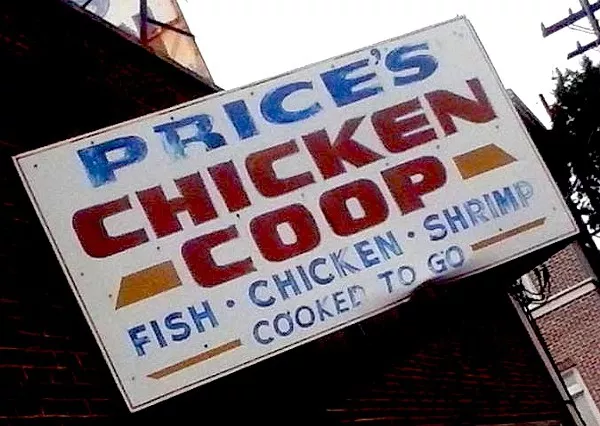 PRICE'S
CHICKEN
COOP
FISH · CHICKEN · SHRIMP
COOKED TO GO